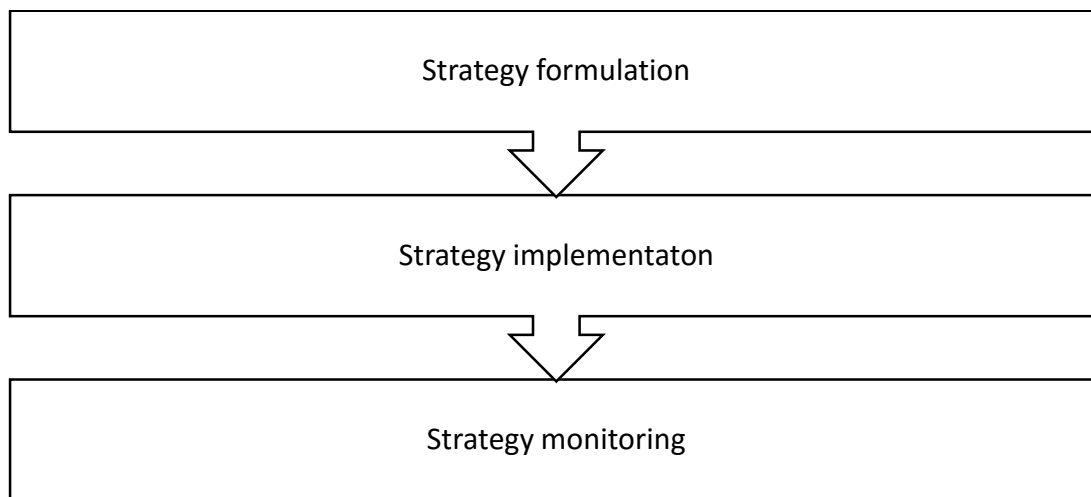 Strategy formulation
Strategy implementaton
Strategy monitoring